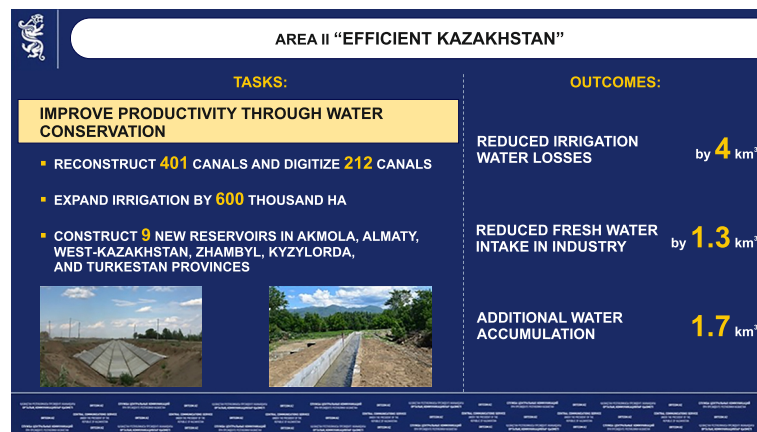 AREA II “EFFICIENT KAZAKHSTAN”
TASKS:
IMPROVE PRODUCTIVITY THROUGH WATER
CONSERVATION
▪ RECONSTRUCT 401 CANALS AND DIGITIZE 212 CANALS
▪ EXPAND IRRIGATION BY 600 THOUSAND HA
▪ CONSTRUCT 9 NEW RESERVOIRS IN AKMOLA, ALMATY,
WEST-KAZAKHSTAN, ZHAMBYL, KYZYLORDA,
AND TURKESTAN PROVINCES
OUTCOMES:
REDUCED IRRIGATION
WATER LOSSES
by 4 km³
REDUCED FRESH WATER
INTAKE IN INDUSTRY
by 1.3 km³
ADDITIONAL WATER
ACCUMULATION
1.7 km³